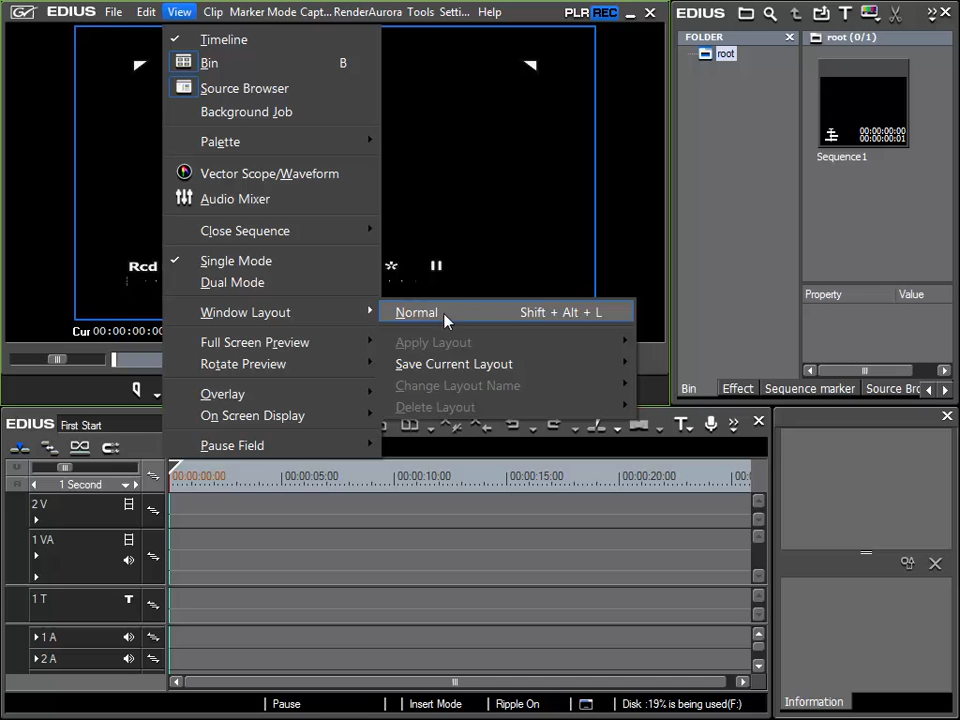 EDIUS File Edit View Clip Marker Mode Capt... RenderAurora Tools Setti... Help PLR REC
Timeline
Bin B
Source Browser
Background Job
Palette
Vector Scope/Waveform
Audio Mixer
Close Sequence
Single Mode
Dual Mode
Window Layout
Full Screen Preview
Rotate Preview
Overlay
On Screen Display
Pause Field
Normal Shift + Alt + L
Apply Layout
Save Current Layout
Change Layout Name
Delete Layout
Rcd
Cur 00:00:00:0
EDIUS
FOLDER
root
root (0/1)
00:00:00:00
00:00:00:01
Sequence1
Property Value
Bin Effect Sequence marker Source Bro
EDIUS First Start
1 Second
00:00:00:00 00:00:05:00 00:00:10:00 00:00:15:00 00:00:20:00 00:0
2 V
1 VA
1 T T
1 A
2 A
Pause Insert Mode Ripple On Disk :19% is being used(F:)
Information